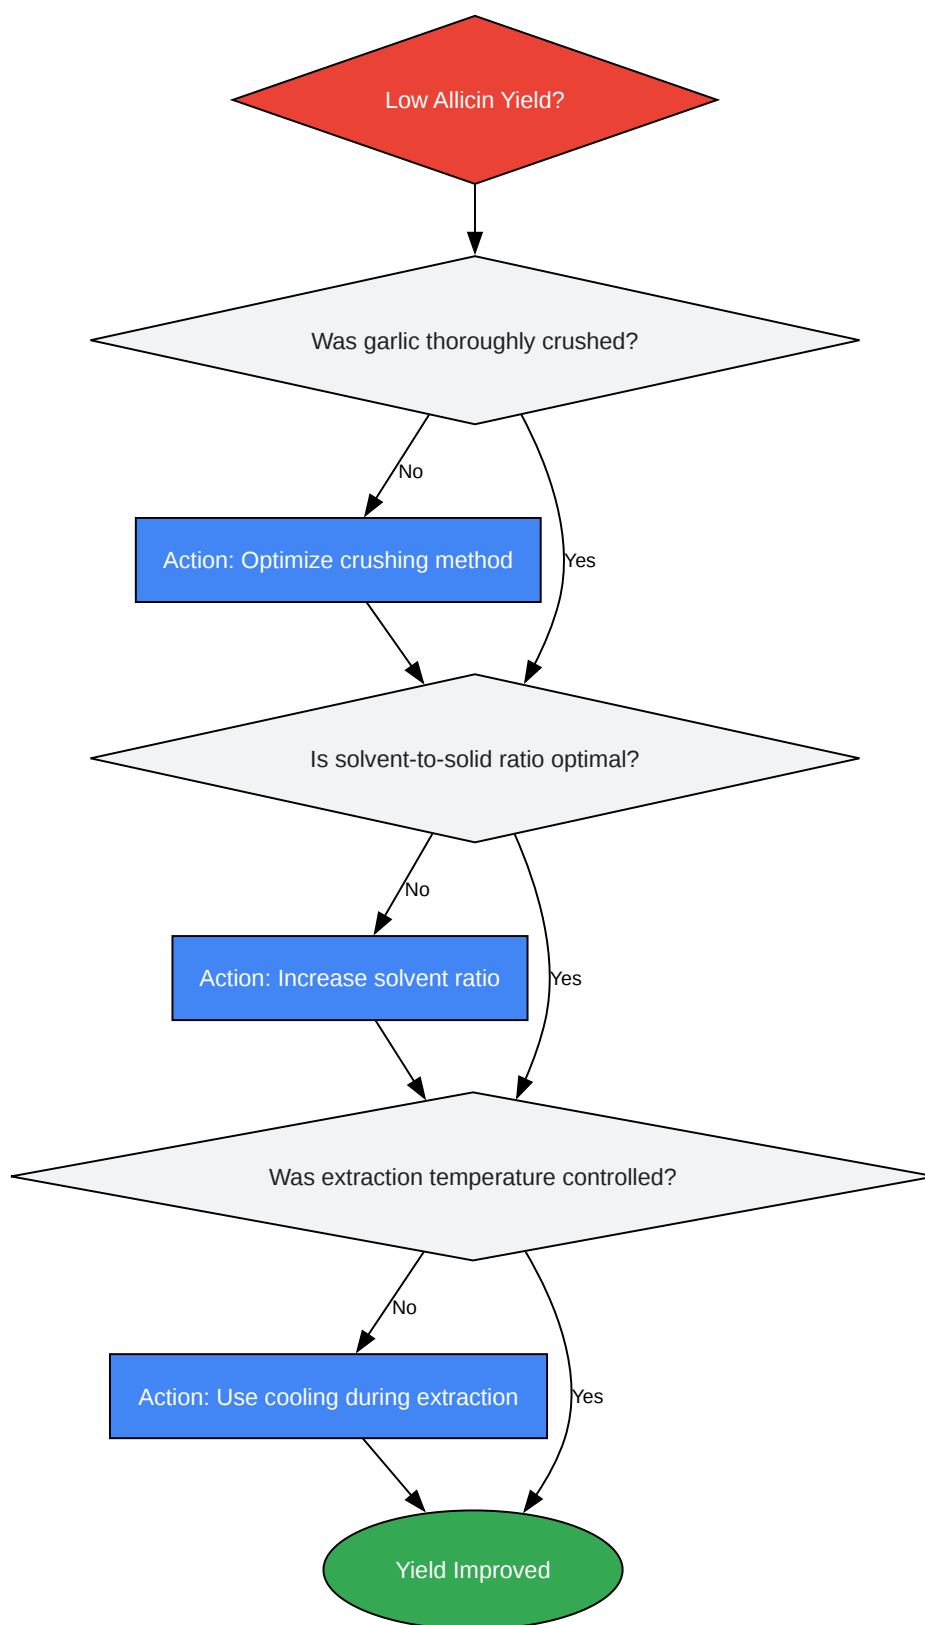 Low Allicin Yield?
Was garlic thoroughly crushed?
No
Action: Optimize crushing method
Yes
Is solvent-to-solid ratio optimal?
No
Action: Increase solvent ratio
Yes
Was extraction temperature controlled?
No
Action: Use cooling during extraction
Yes
Yield Improved